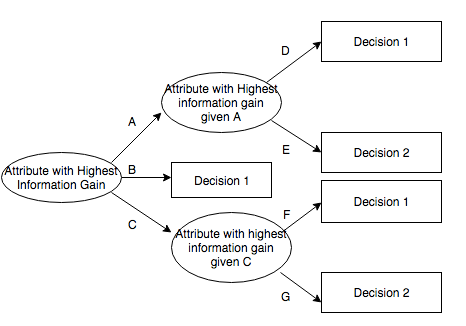 D
Decision 1
Attribute with Highest
information gain
given A
A
E
Decision 2
Attribute with Highest
Information Gain
B
Decision 1
C
F
Decision 1
Attribute with highest
information gain
given C
G
Decision 2